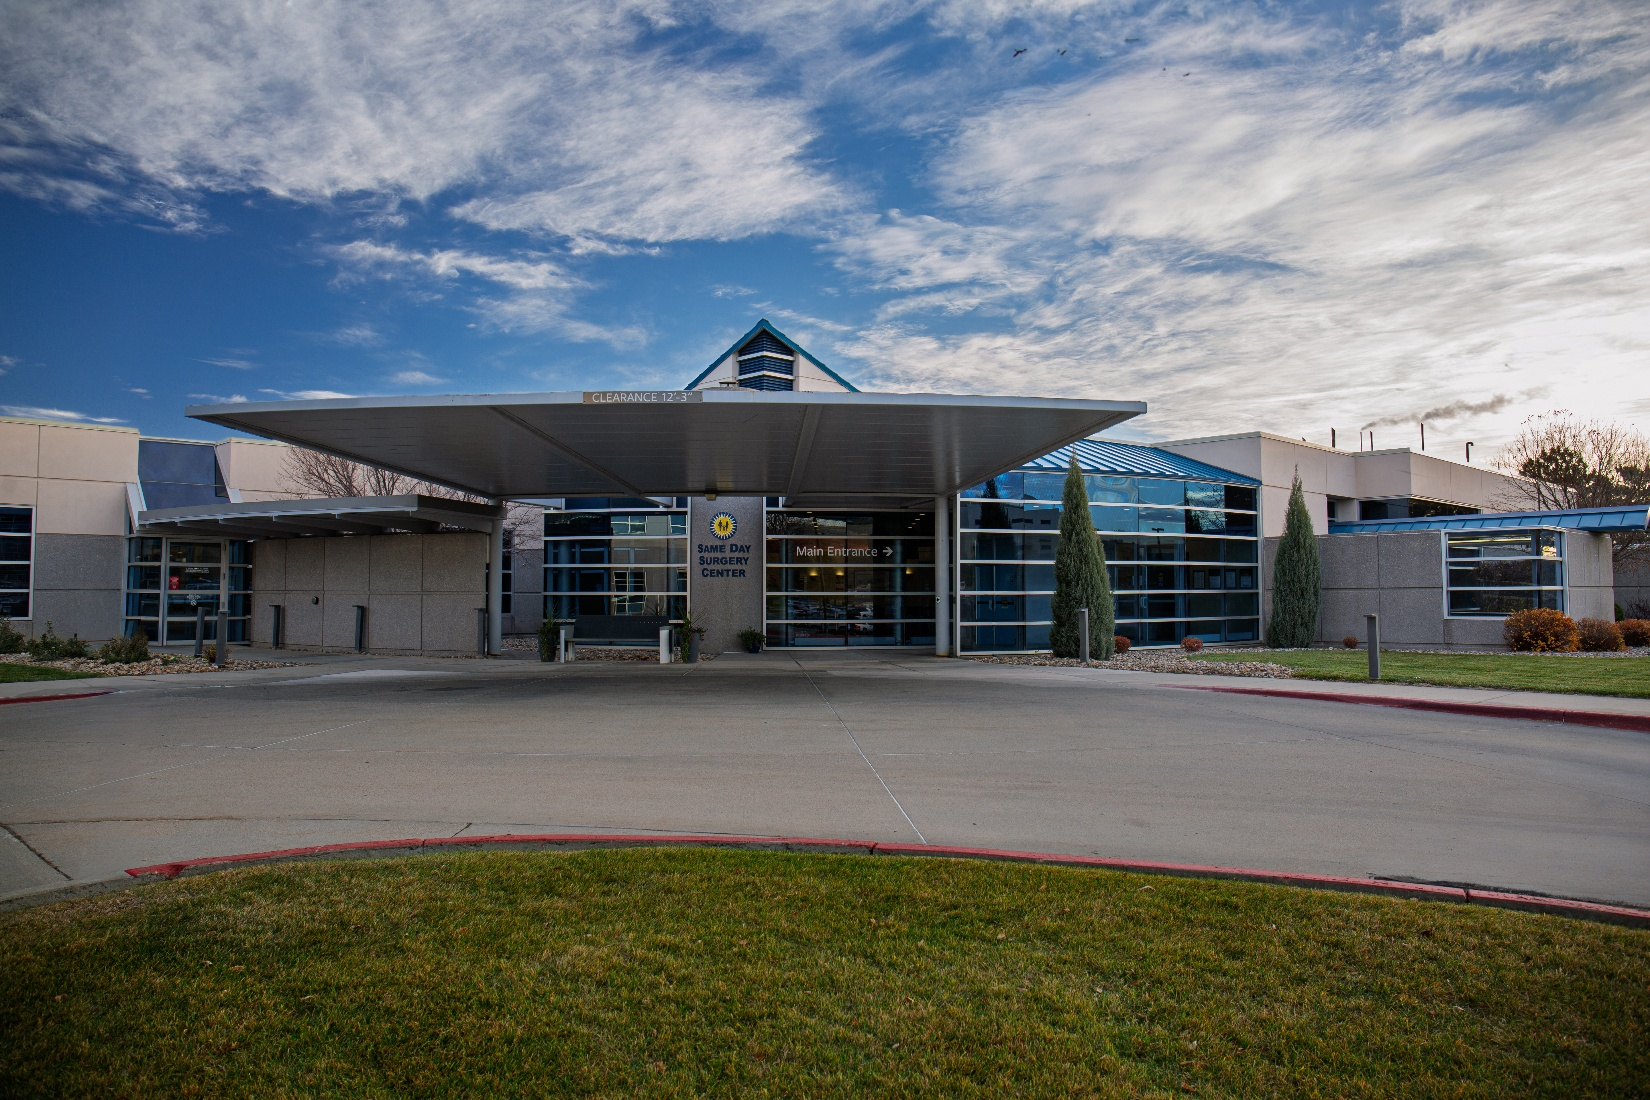 CLEARANCE 12'-3"
SAME DAY
SURGERY
CENTER
Main Entrance →